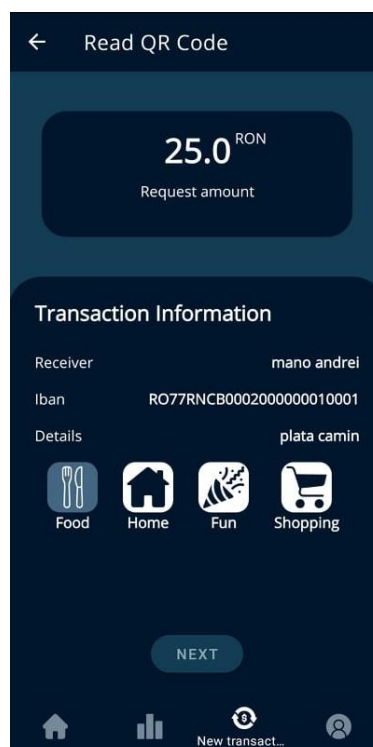 Read QR Code
25.0 RON
Request amount
Transaction Information
Receiver mano andrei
Iban RO77RNCB0002000000010001
Details plata camin
Food Home Fun Shopping
NEXT
New transact...